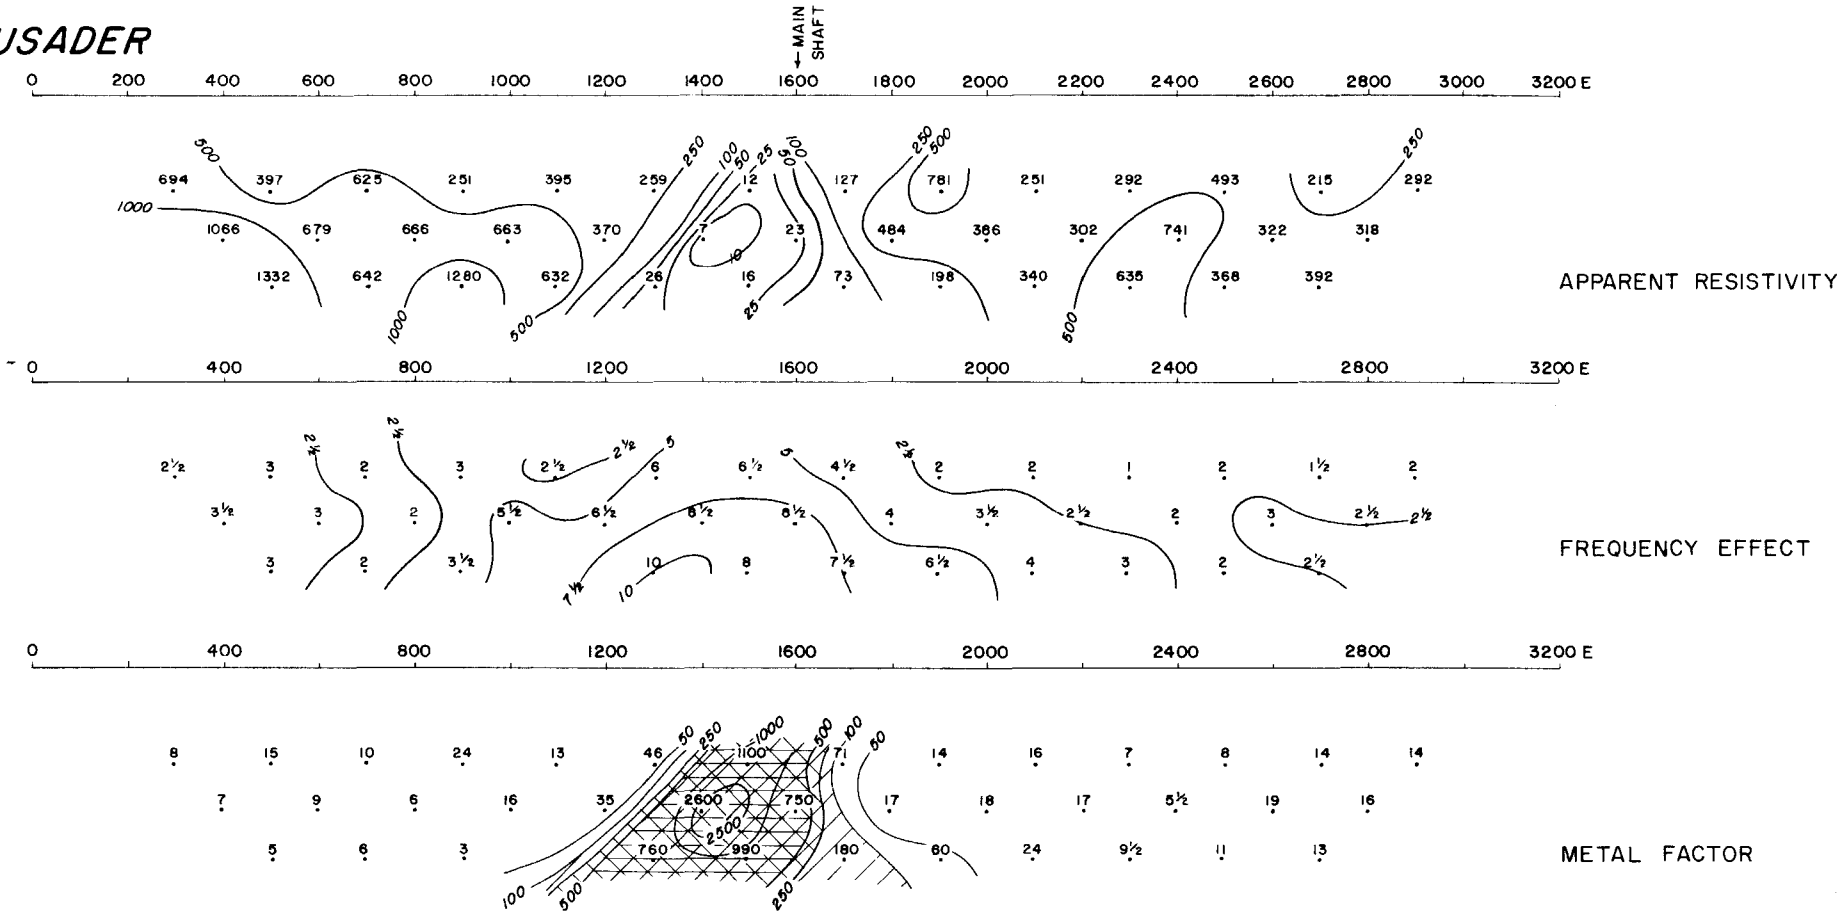 ← MAIN
SHAFT
USADER
0 200 400 600 800 1000 1200 1400 1600 1800 2000 2200 2400 2600 2800 3000 3200 E
500 250 100 50 25 50 100 250 500 250
694 397 625 251 395 259 12 127 781 251 292 493 215 292
1000
1066 679 666 663 370 7 23 484 386 302 741 322 318
10
1332 642 1280 632 26 16 73 198 340 635 368 392
APPARENT RESISTIVITY
1000 500 25 500
0 400 800 1200 1600 2000 2400 2800 3200 E
2½ 2½ 2½ 5 5 2½
2½ 3 2 3 2½ 6 6½ 4½ 2 2 1 2 1½ 2
3½ 3 2 5½ 6½ 8½ 8½ 4 3½ 2½ 2 3 2½ 2½
FREQUENCY EFFECT
3 2 3½ 10 8 7½ 6½ 4 3 2 2½
7½ 10
0 400 800 1200 1600 2000 2400 2800 3200 E
50 250 1000 500 100 50
8 15 10 24 13 46 1100 71 14 16 7 8 14 14
7 9 6 16 35 2600 750 17 18 17 5½ 19 16
2500
5 6 3 760 990 180 60 24 9½ 11 13
METAL FACTOR
100 500 250